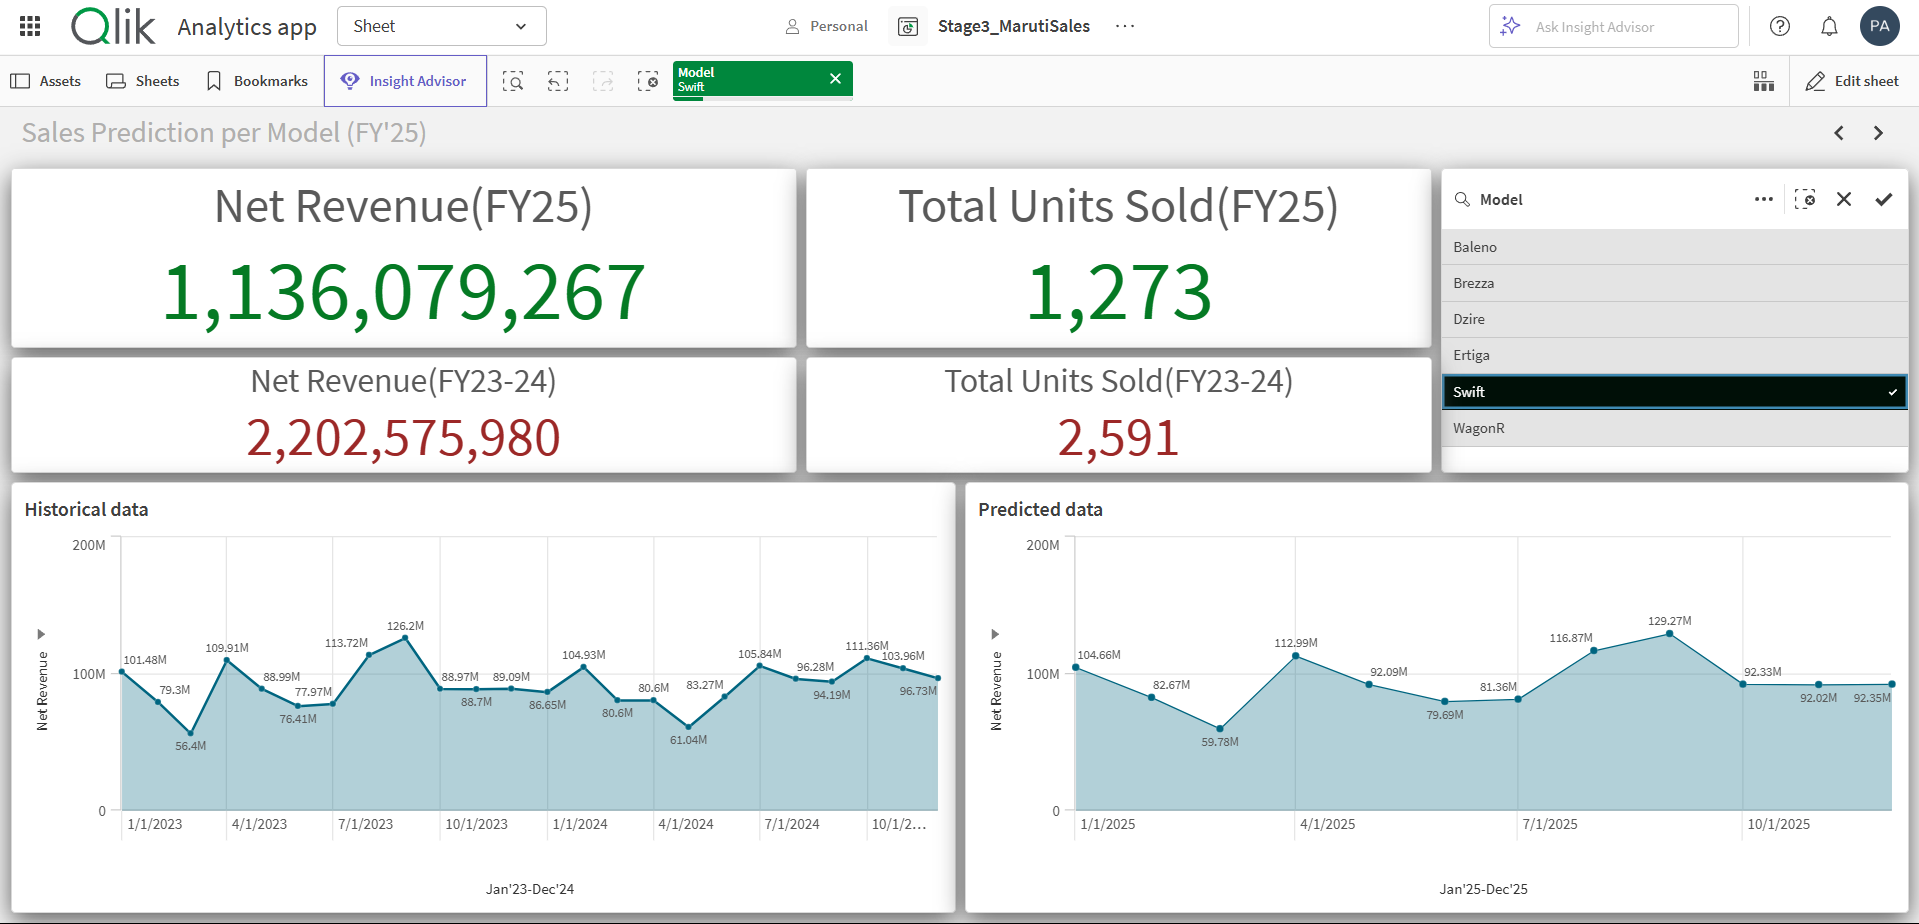 Qlik Analytics app Sheet Personal Stage3_MarutiSales ... Ask Insight Advisor PA
Assets Sheets Bookmarks Insight Advisor Model Edit sheet
Swift
Sales Prediction per Model (FY'25)
Net Revenue(FY25)
1,136,079,267
Total Units Sold(FY25)
1,273
Net Revenue(FY23-24)
2,202,575,980
Total Units Sold(FY23-24)
2,591
Model
Baleno
Brezza
Dzire
Ertiga
Swift
WagonR
Historical data
Net Revenue
200M
100M
0
101.48M
79.3M
56.4M
109.91M
88.99M
76.41M
77.97M
113.72M
126.2M
88.97M
88.7M
89.09M
86.65M
104.93M
80.6M
80.6M
61.04M
83.27M
105.84M
96.28M
94.19M
111.36M
103.96M
96.73M
1/1/2023 4/1/2023 7/1/2023 10/1/2023 1/1/2024 4/1/2024 7/1/2024 10/1/2...
Jan'23-Dec'24
Predicted data
Net Revenue
200M
100M
0
104.66M
82.67M
59.78M
112.99M
92.09M
79.69M
81.36M
116.87M
129.27M
92.33M
92.02M
92.35M
1/1/2025 4/1/2025 7/1/2025 10/1/2025
Jan'25-Dec'25